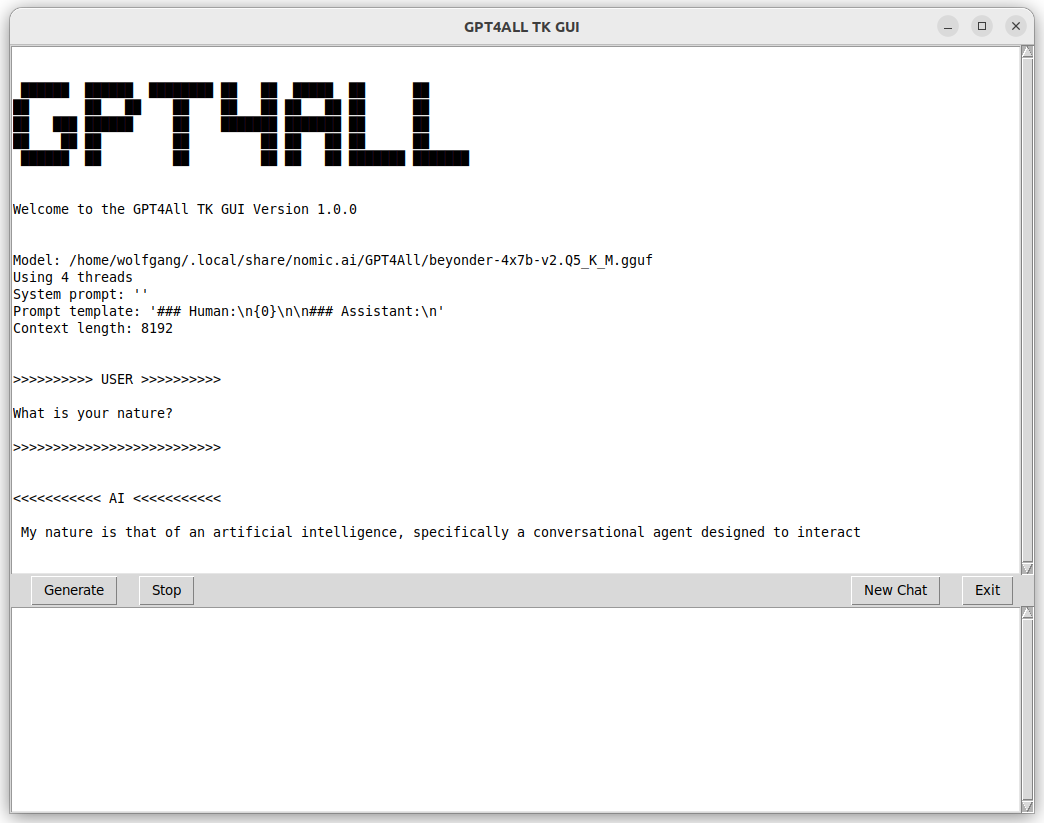 GPT4ALL TK GUI
GPT4ALL
Welcome to the GPT4All TK GUI Version 1.0.0
Model: /home/wolfgang/.local/share/nomic.ai/GPT4All/beyonder-4x7b-v2.Q5_K_M.gguf
Using 4 threads
System prompt: ''
Prompt template: '### Human:\n{0}\n\n### Assistant:\n'
Context length: 8192
>>>>>>>>>> USER >>>>>>>>>>
What is your nature?
>>>>>>>>>>>>>>>>>>>>>>>>>>
<<<<<<<<<<< AI <<<<<<<<<<<
My nature is that of an artificial intelligence, specifically a conversational agent designed to interact
Generate Stop New Chat Exit